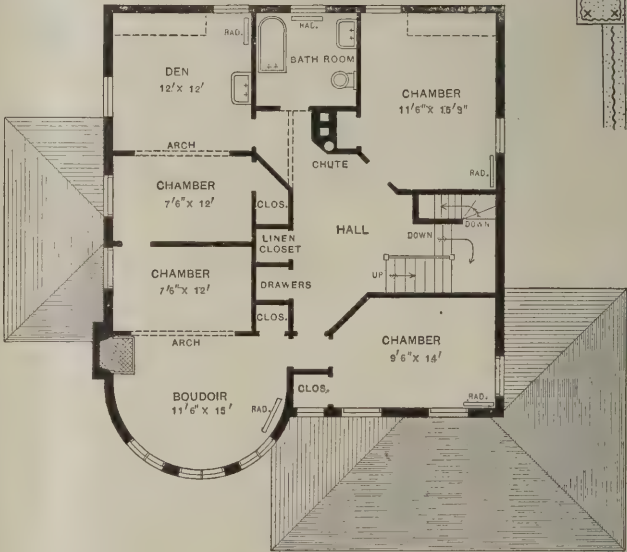 RAD.
RAD.
BATH ROOM
DEN
12'X 12'
CHAMBER
11'6"X 15'3"
ARCH
CHUTE
RAD.
CHAMBER
7'6"X 12'
CLOS.
HALL
DOWN
DOWN
LINEN
CLOSET
UP
CHAMBER
7'6"X 12'
DRAWERS
CLOS.
ARCH
CHAMBER
9'6"X 14'
BOUDOIR
11'6"X 15'
RAD.
CLOS.
RAD.